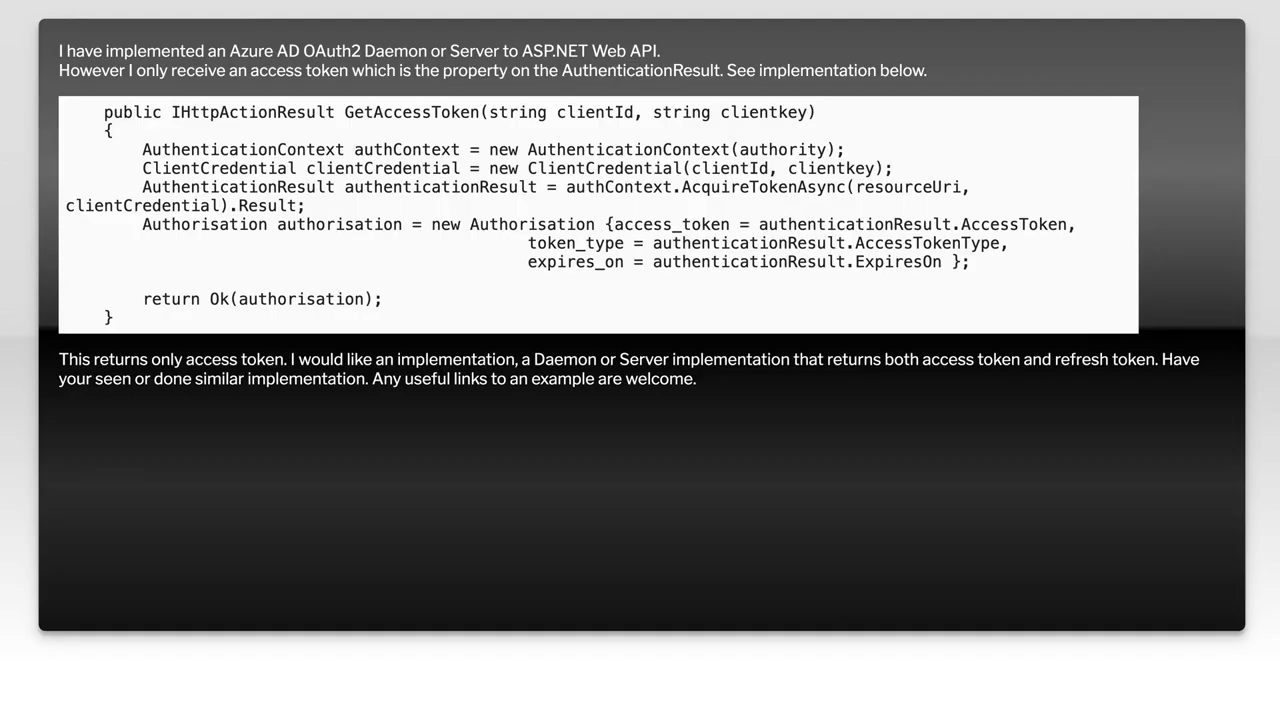 I have implemented an Azure AD OAuth2 Daemon or Server to ASP.NET Web API.
However I only receive an access token which is the property on the AuthenticationResult. See implementation below.
public IHttpActionResult GetAccessToken(string clientId, string clientkey)
{
AuthenticationContext authContext = new AuthenticationContext(authority);
ClientCredential clientCredential = new ClientCredential(clientId, clientkey);
AuthenticationResult authenticationResult = authContext.AcquireTokenAsync(resourceUri,
clientCredential).Result;
Authorisation authorisation = new Authorisation {access_token = authenticationResult.AccessToken,
token_type = authenticationResult.AccessTokenType,
expires_on = authenticationResult.ExpiresOn };
return Ok(authorisation);
}
This returns only access token. I would like an implementation, a Daemon or Server implementation that returns both access token and refresh token. Have
your seen or done similar implementation. Any useful links to an example are welcome.